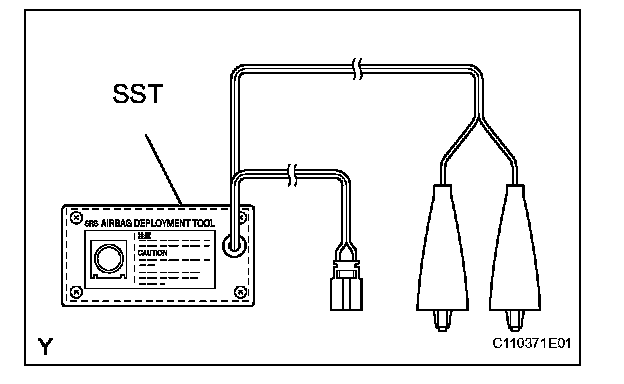 SST
SRS AIRBAG DEPLOYMENT TOOL
CAUTION
Y
C110371E01